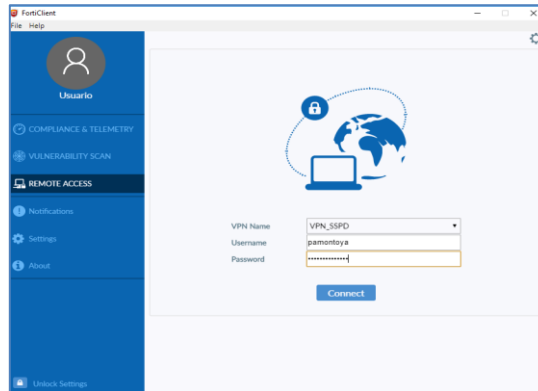 FortiClient
File Help
Usuario
COMPLIANCE & TELEMETRY
VULNERABILITY SCAN
REMOTE ACCESS
Notifications
Settings
About
Unlock Settings
VPN Name VPN_SSPD
Username pamontoya
Password ••••••••••••••
Connect